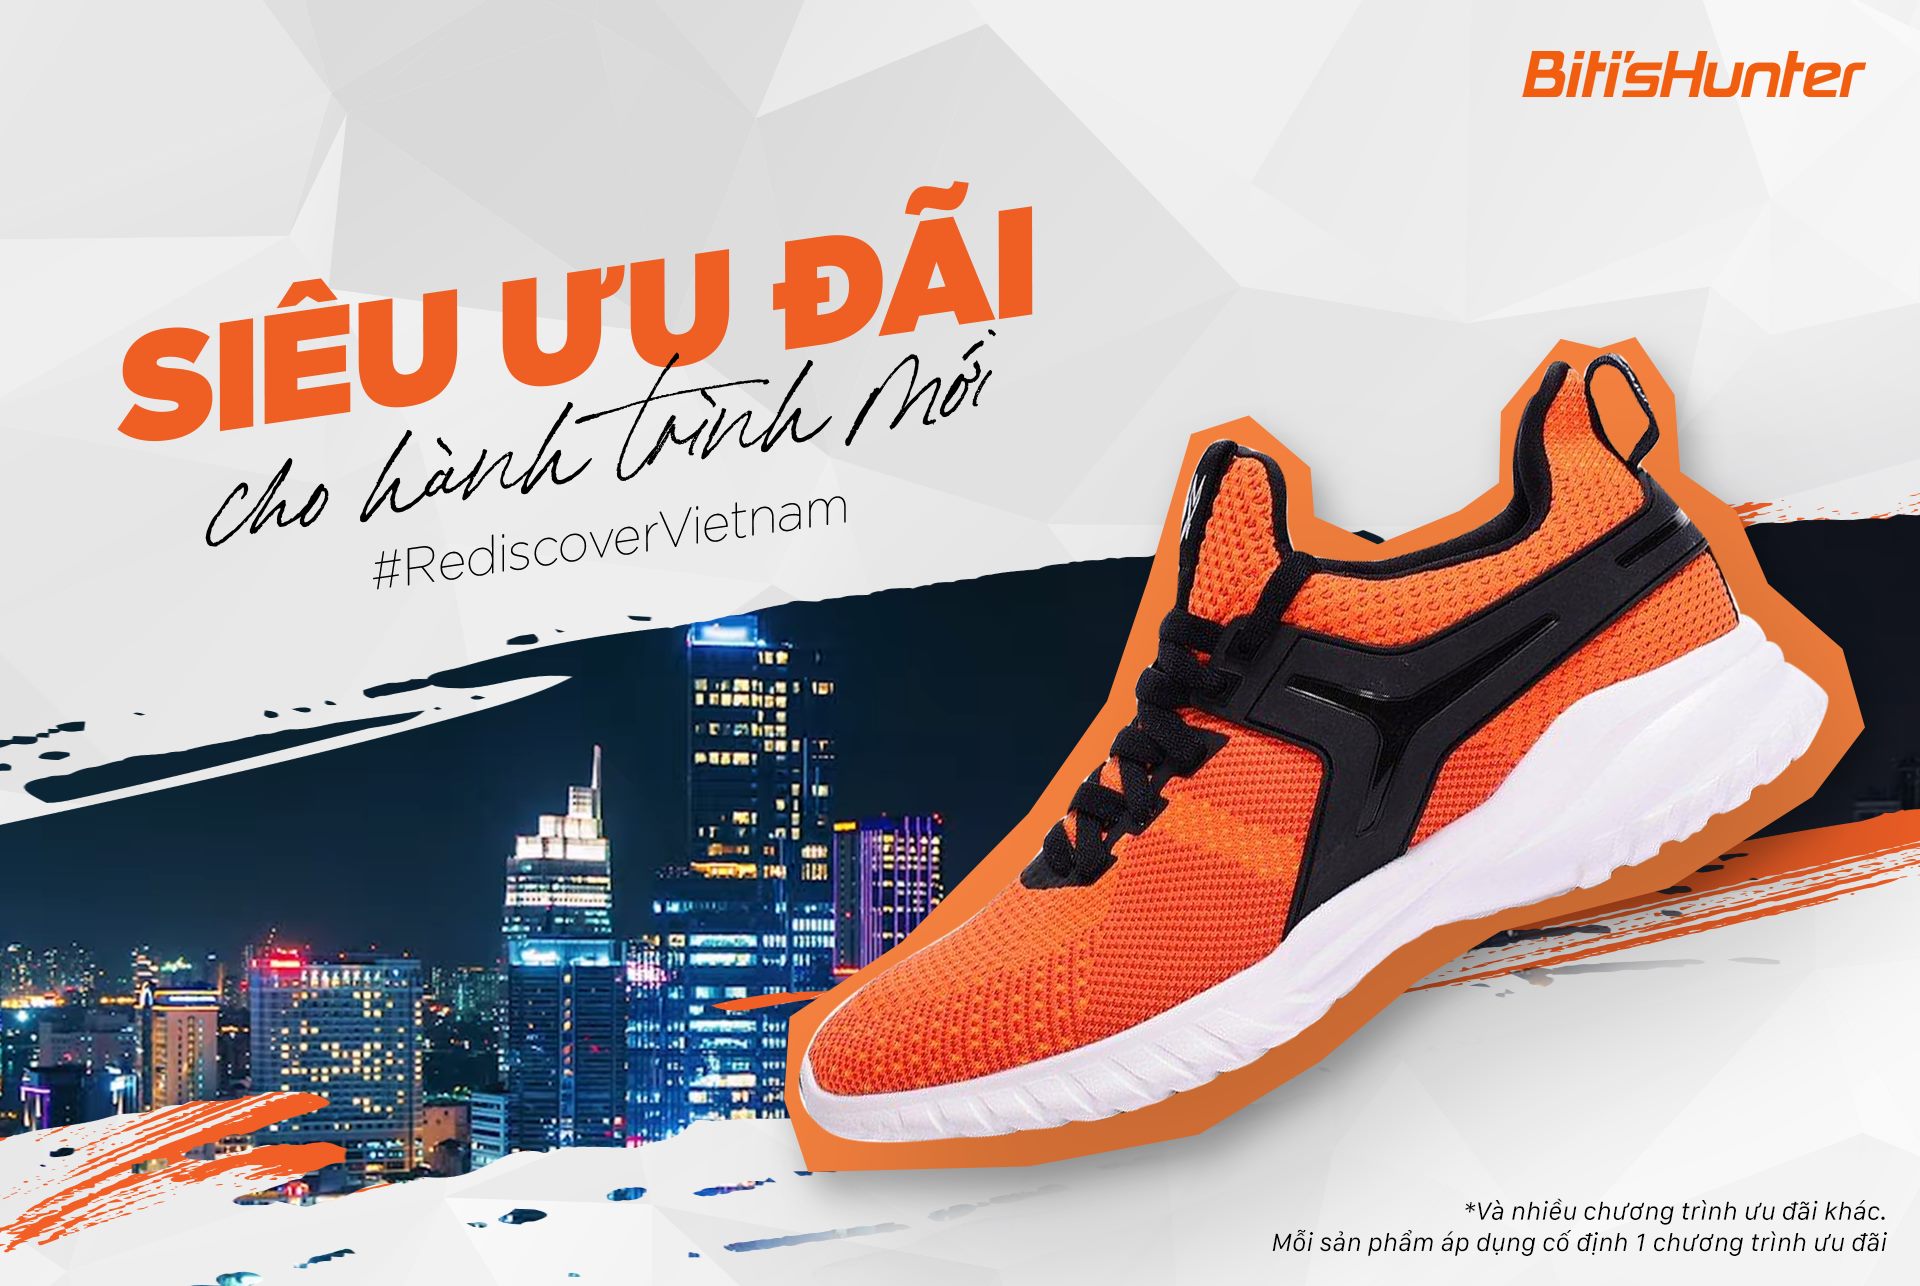 Biti'sHunter
SIÊU ƯU ĐÃI
cho hành trình mới
#RediscoverVietnam
*Và nhiều chương trình ưu đãi khác.
Mỗi sản phẩm áp dụng cố định 1 chương trình ưu đãi